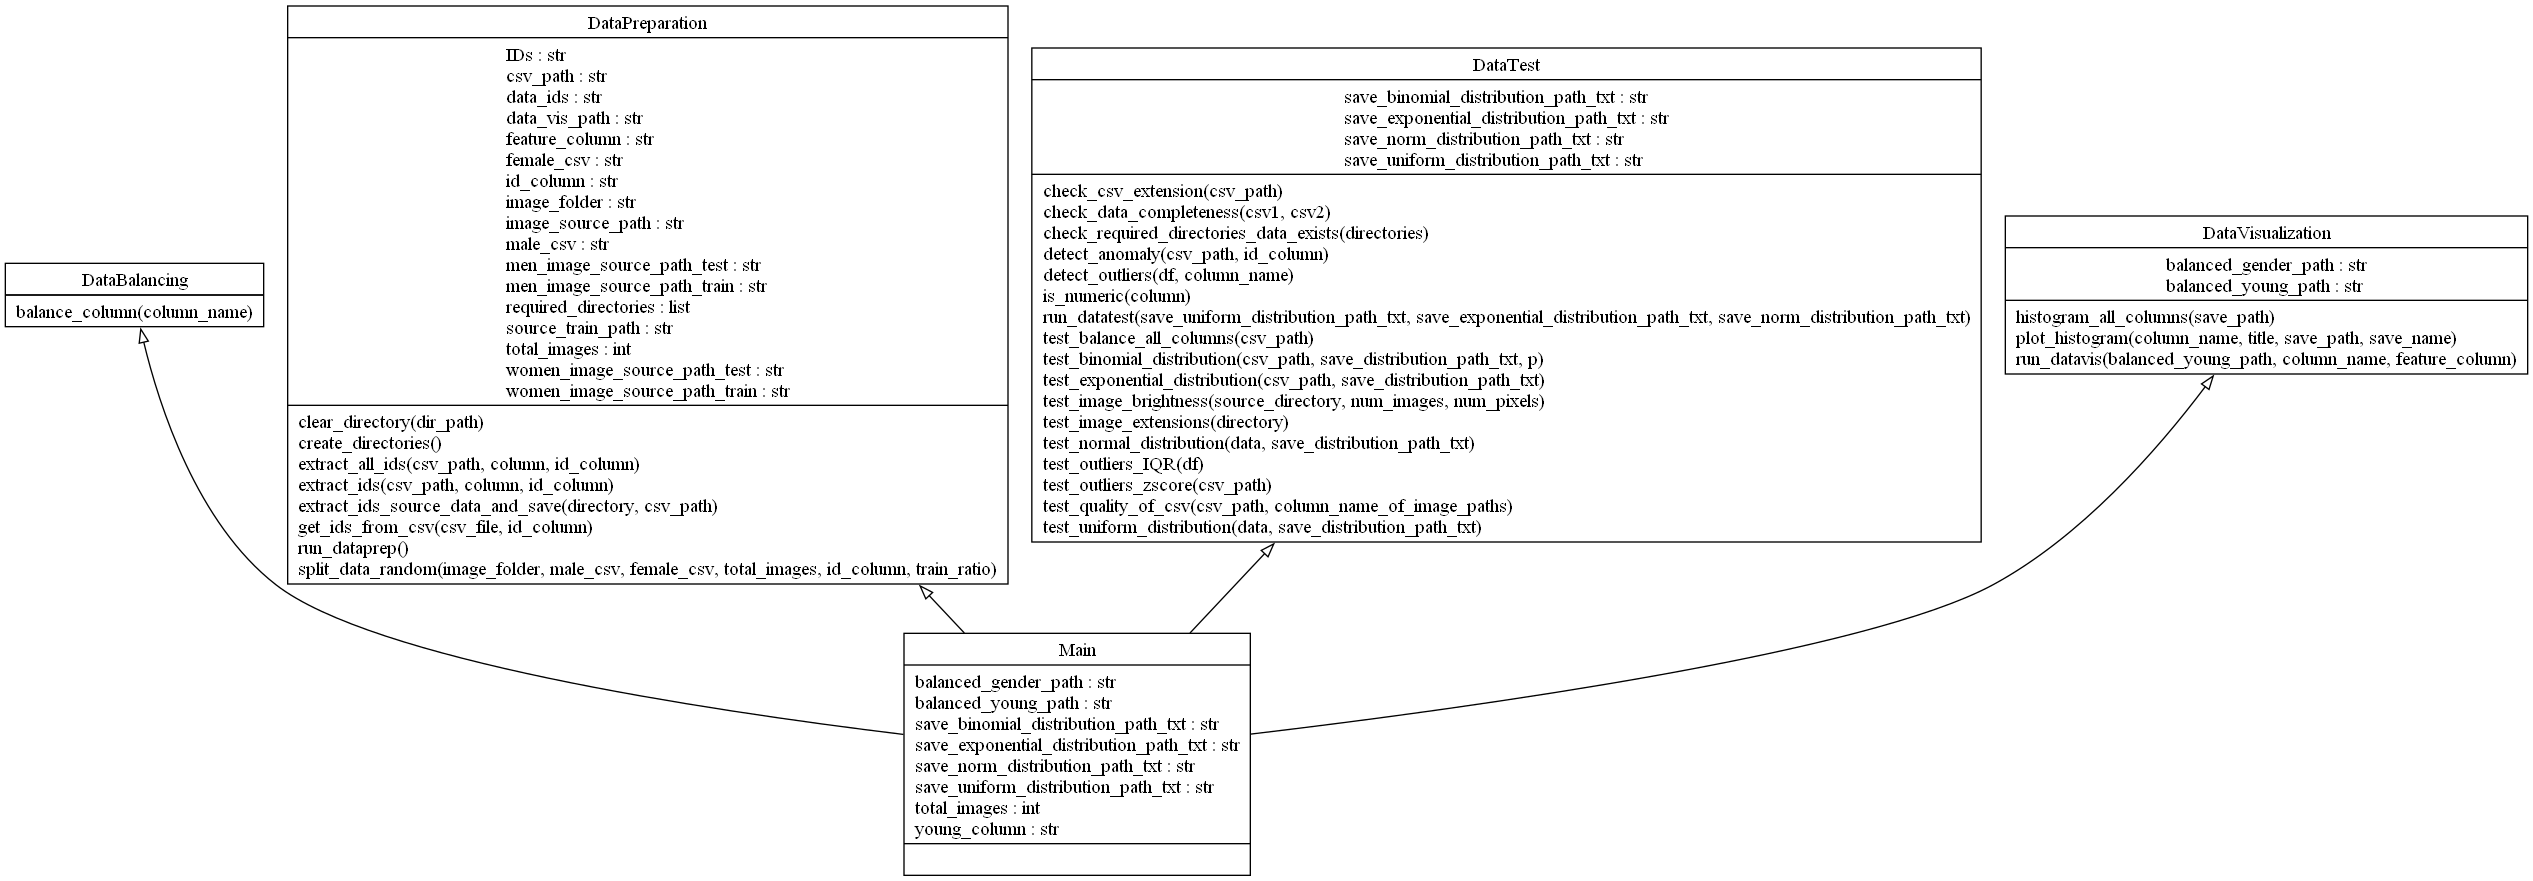 DataPreparation
IDs : str
csv_path : str
data_ids : str
data_vis_path : str
feature_column : str
female_csv : str
id_column : str
image_folder : str
image_source_path : str
male_csv : str
men_image_source_path_test : str
men_image_source_path_train : str
required_directories : list
source_train_path : str
total_images : int
women_image_source_path_test : str
women_image_source_path_train : str
clear_directory(dir_path)
create_directories()
extract_all_ids(csv_path, column, id_column)
extract_ids(csv_path, column, id_column)
extract_ids_source_data_and_save(directory, csv_path)
get_ids_from_csv(csv_file, id_column)
run_dataprep()
split_data_random(image_folder, male_csv, female_csv, total_images, id_column, train_ratio)
DataTest
save_binomial_distribution_path_txt : str
save_exponential_distribution_path_txt : str
save_norm_distribution_path_txt : str
save_uniform_distribution_path_txt : str
check_csv_extension(csv_path)
check_data_completeness(csv1, csv2)
check_required_directories_data_exists(directories)
detect_anomaly(csv_path, id_column)
detect_outliers(df, column_name)
is_numeric(column)
run_datatest(save_uniform_distribution_path_txt, save_exponential_distribution_path_txt, save_norm_distribution_path_txt)
test_balance_all_columns(csv_path)
test_binomial_distribution(csv_path, save_distribution_path_txt, p)
test_exponential_distribution(csv_path, save_distribution_path_txt)
test_image_brightness(source_directory, num_images, num_pixels)
test_image_extensions(directory)
test_normal_distribution(data, save_distribution_path_txt)
test_outliers_IQR(df)
test_outliers_zscore(csv_path)
test_quality_of_csv(csv_path, column_name_of_image_paths)
test_uniform_distribution(data, save_distribution_path_txt)
DataVisualization
balanced_gender_path : str
balanced_young_path : str
histogram_all_columns(save_path)
plot_histogram(column_name, title, save_path, save_name)
run_datavis(balanced_young_path, column_name, feature_column)
DataBalancing
balance_column(column_name)
Main
balanced_gender_path : str
balanced_young_path : str
save_binomial_distribution_path_txt : str
save_exponential_distribution_path_txt : str
save_norm_distribution_path_txt : str
save_uniform_distribution_path_txt : str
total_images : int
young_column : str